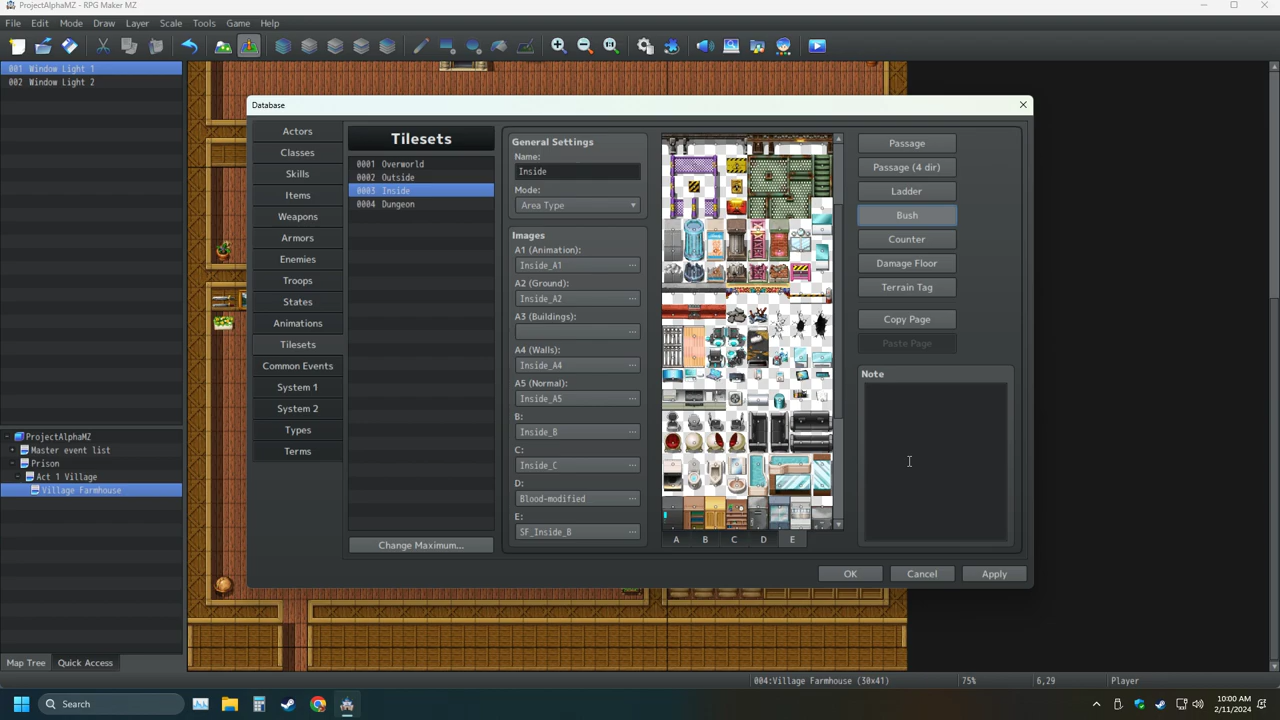 ProjectAlphaMZ - RPG Maker MZ
File Edit Mode Draw Layer Scale Tools Game Help
001 Window Light 1
002 Window Light 2
Database
Actors
Classes
Skills
Items
Weapons
Armors
Enemies
Troops
States
Animations
Tilesets
Common Events
System 1
System 2
Types
Terms
Tilesets
0001 Overworld
0002 Outside
0003 Inside
0004 Dungeon
Change Maximum...
General Settings
Name:
Inside
Mode:
Area Type
Images
A1 (Animation):
Inside_A1 ...
A2 (Ground):
Inside_A2 ...
A3 (Buildings):
...
A4 (Walls):
Inside_A4 ...
A5 (Normal):
Inside_A5 ...
B:
Inside_B ...
C:
Inside_C ...
D:
Blood-modified ...
E:
SF_Inside_B ...
A B C D E
Passage
Passage (4 dir)
Ladder
Bush
Counter
Damage Floor
Terrain Tag
Copy Page
Paste Page
Note
OK Cancel Apply
ProjectAlphaMZ
Master event list
Prison
Act 1 Village
Village Farmhouse
Map Tree Quick Access
004:Village Farmhouse (30x41) 75% 6,29 Player
Search
10:00 AM
2/11/2024